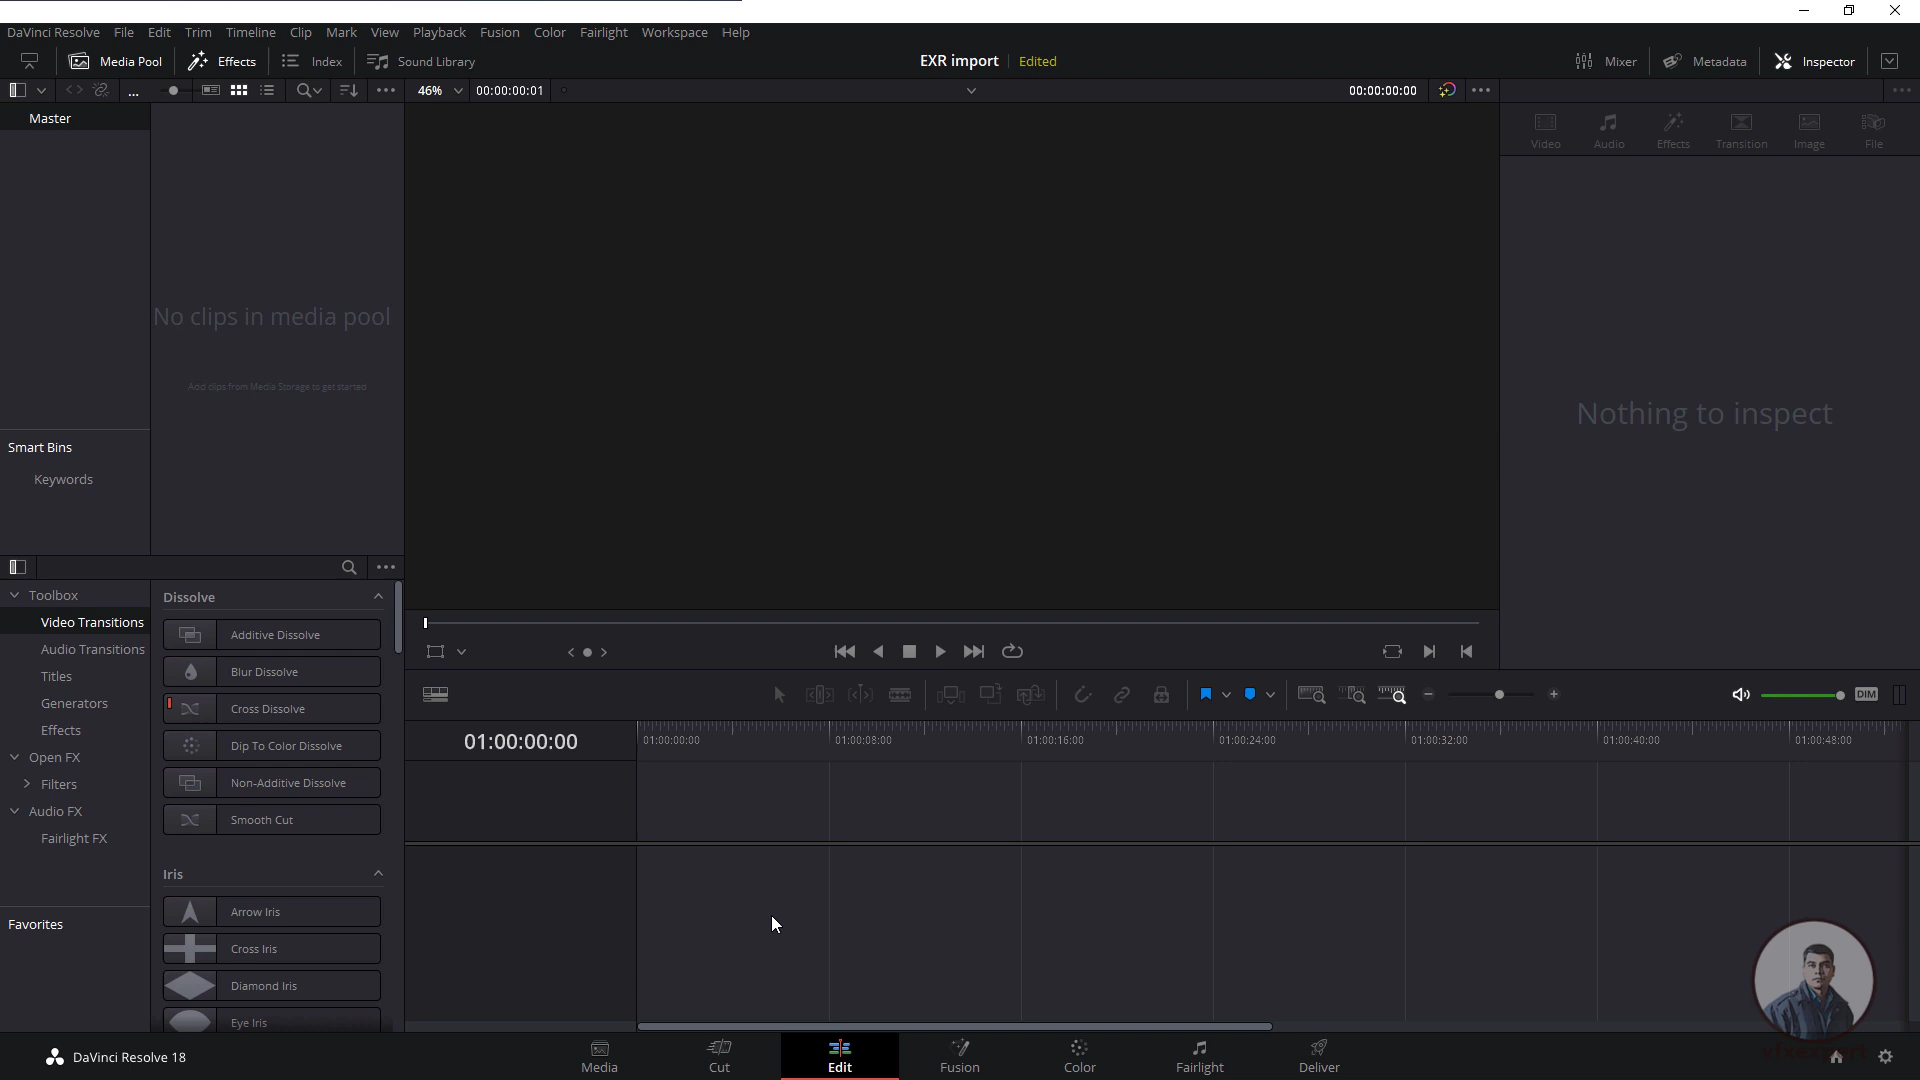 DaVinci Resolve File Edit Trim Timeline Clip Mark View Playback Fusion Color Fairlight Workspace Help
Media Pool Effects Index Sound Library EXR import Edited Mixer Metadata Inspector
... 46% 00:00:00:01 00:00:00:00
Master
Video Audio Effects Transition Image File
No clips in media pool
Add clips from Media Storage to get started
Nothing to inspect
Smart Bins
Keywords
Toolbox
Video Transitions
Audio Transitions
Titles
Generators
Effects
Open FX
Filters
Audio FX
Fairlight FX
Favorites
Dissolve
Additive Dissolve
Blur Dissolve
Cross Dissolve
Dip To Color Dissolve
Non-Additive Dissolve
Smooth Cut
Iris
Arrow Iris
Cross Iris
Diamond Iris
Eye Iris
DIM
01:00:00:00
01:00:00:00 01:00:08:00 01:00:16:00 01:00:24:00 01:00:32:00 01:00:40:00 01:00:48:00
DaVinci Resolve 18
Media Cut Edit Fusion Color Fairlight Deliver